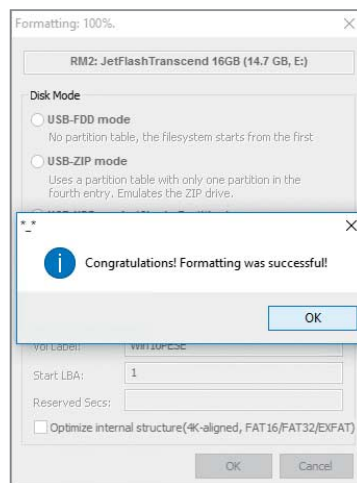 Formatting: 100%.
RM2: JetFlashTranscend 16GB (14.7 GB, E:)
Disk Mode
USB-FDD mode
No partition table, the filesystem starts from the first
USB-ZIP mode
Uses a partition table with only one partition in the
fourth entry. Emulates the ZIP drive.
*_*
Congratulations! Formatting was successful!
OK
Vol Label: Win10PESE
Start LBA: 1
Reserved Secs:
Optimize internal structure(4K-aligned, FAT16/FAT32/EXFAT)
OK Cancel